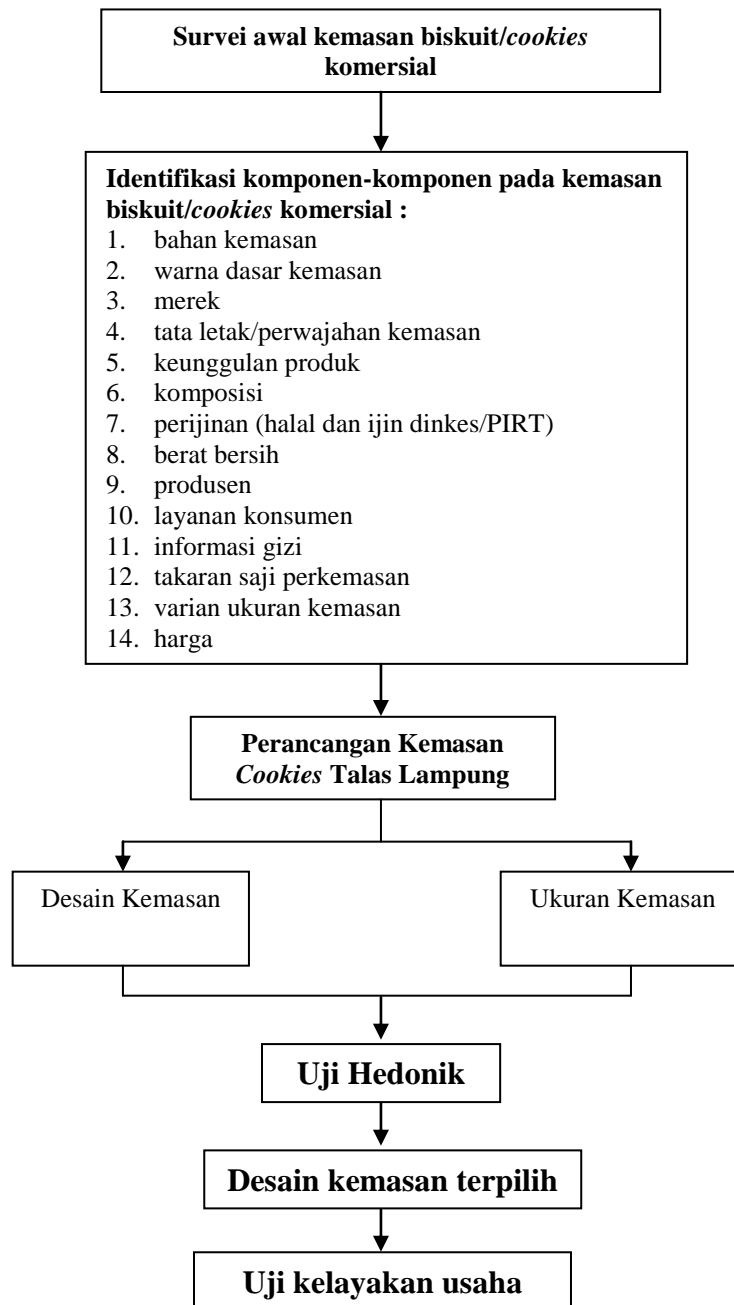 Survei awal kemasan biskuit/cookies
komersial
Identifikasi komponen-komponen pada kemasan
biskuit/cookies komersial :
1. bahan kemasan
2. warna dasar kemasan
3. merek
4. tata letak/perwajahan kemasan
5. keunggulan produk
6. komposisi
7. perijinan (halal dan ijin dinkes/PIRT)
8. berat bersih
9. produsen
10. layanan konsumen
11. informasi gizi
12. takaran saji perkemasan
13. varian ukuran kemasan
14. harga
Perancangan Kemasan
Cookies Talas Lampung
Desain Kemasan
Ukuran Kemasan
Uji Hedonik
Desain kemasan terpilih
Uji kelayakan usaha